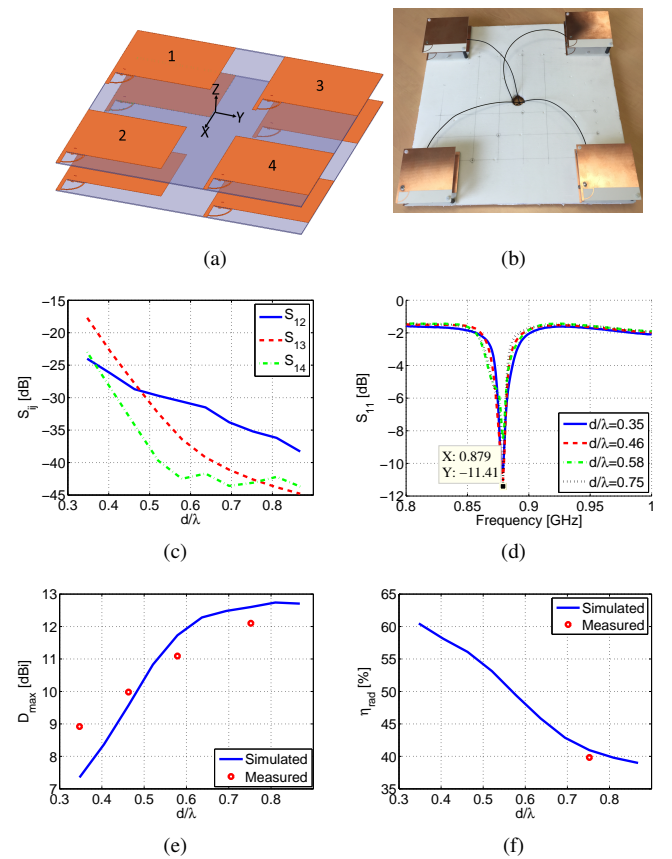 1
3
2
4
Z
Y
X
(a)
(b)
−15
−20
−25
−30
−35
−40
−45
S_ij [dB]
0.3 0.4 0.5 0.6 0.7 0.8
d/λ
S_12
S_13
S_14
(c)
0
−2
−4
−6
−8
−10
−12
S_11 [dB]
0.8 0.85 0.9 0.95 1
Frequency [GHz]
X: 0.879
Y: −11.41
d/λ=0.35
d/λ=0.46
d/λ=0.58
d/λ=0.75
(d)
13
12
11
10
9
8
7
D_max [dBi]
0.3 0.4 0.5 0.6 0.7 0.8
d/λ
Simulated
Measured
(e)
65
60
55
50
45
40
35
η_rad [%]
0.3 0.4 0.5 0.6 0.7 0.8
d/λ
Simulated
Measured
(f)